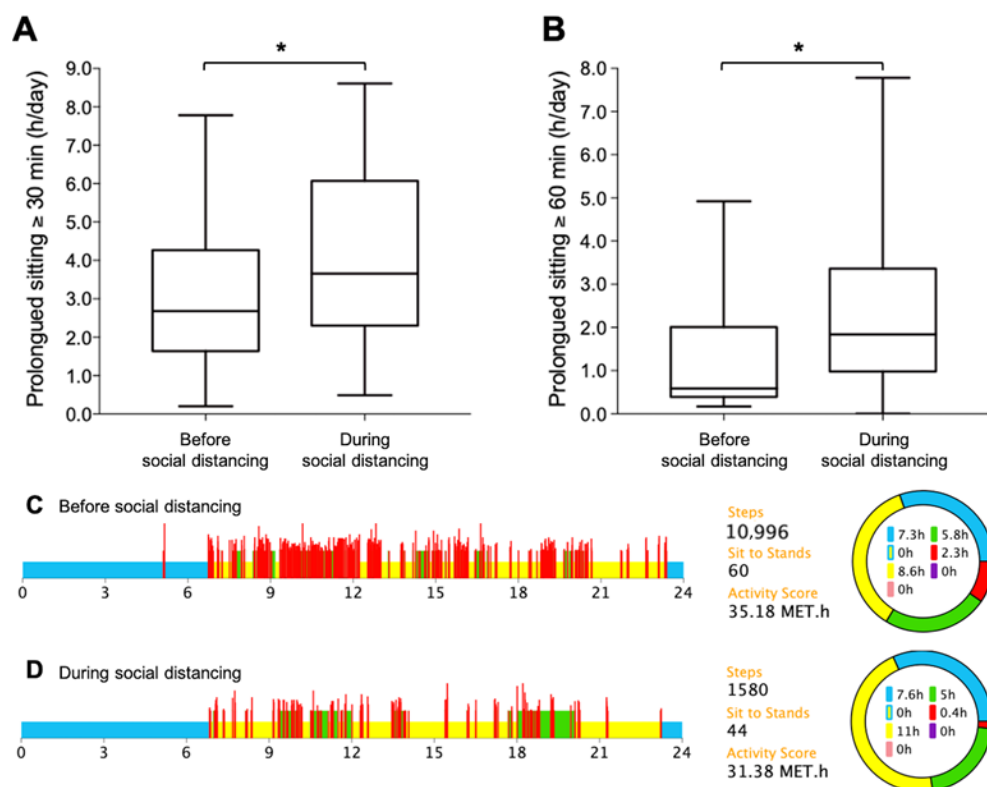 A
*
Prolongued sitting ≥ 30 min (h/day)
9.0
8.0
7.0
6.0
5.0
4.0
3.0
2.0
1.0
0.0
Before
social distancing
During
social distancing
B
*
Prolongued sitting ≥ 60 min (h/day)
8.0
7.0
6.0
5.0
4.0
3.0
2.0
1.0
0.0
Before
social distancing
During
social distancing
C Before social distancing
0 3 6 9 12 15 18 21 24
Steps
10,996
Sit to Stands
60
Activity Score
35.18 MET.h
7.3h 5.8h
0h 2.3h
8.6h 0h
0h
D During social distancing
0 3 6 9 12 15 18 21 24
Steps
1580
Sit to Stands
44
Activity Score
31.38 MET.h
7.6h 5h
0h 0.4h
11h 0h
0h